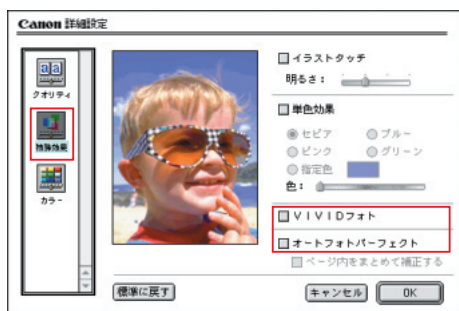 Canon 詳細設定
クオリティ
特殊効果
カラー
イラストタッチ
明るさ：
単色効果
セピア ブルー
ピンク グリーン
指定色
色：
ＶＩＶＩＤフォト
オートフォトパーフェクト
ページ内をまとめて補正する
標準に戻す キャンセル OK